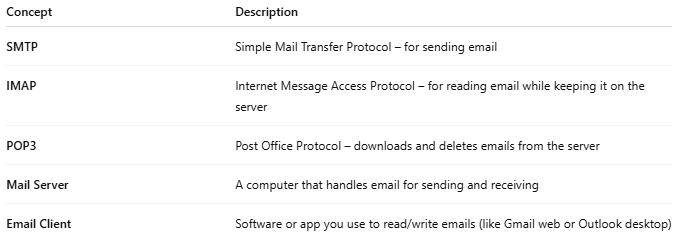 Concept Description
SMTP Simple Mail Transfer Protocol – for sending email
IMAP Internet Message Access Protocol – for reading email while keeping it on the
server
POP3 Post Office Protocol – downloads and deletes emails from the server
Mail Server A computer that handles email for sending and receiving
Email Client Software or app you use to read/write emails (like Gmail web or Outlook desktop)